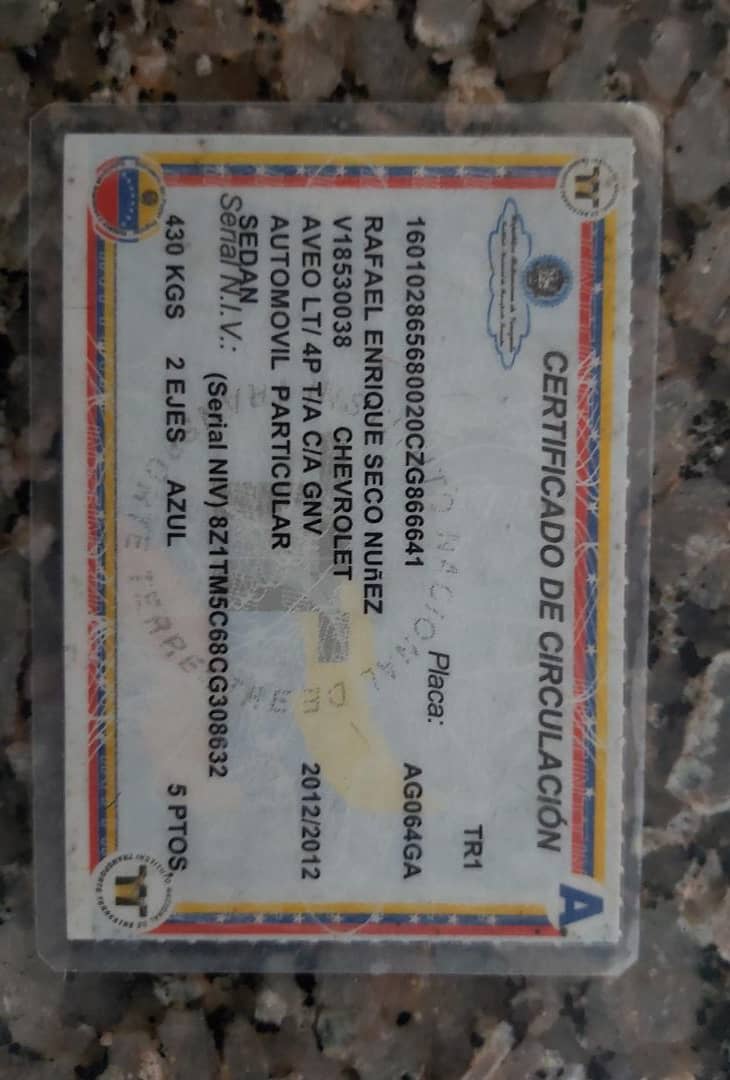 A
CERTIFICADO DE CIRCULACIÓN
TR1
Placa:
160102865680020CZG866641 AG064GA
RAFAEL ENRIQUE SECO NUñEZ
V18530038 CHEVROLET
AVEO LT/ 4P T/A C/A GNV 2012/2012
AUTOMOVIL PARTICULAR
SEDAN
Serial N.I.V.: (Serial NIV) 8Z1TM5C68CG308632
430 KGS 2 EJES AZUL 5 PTOS